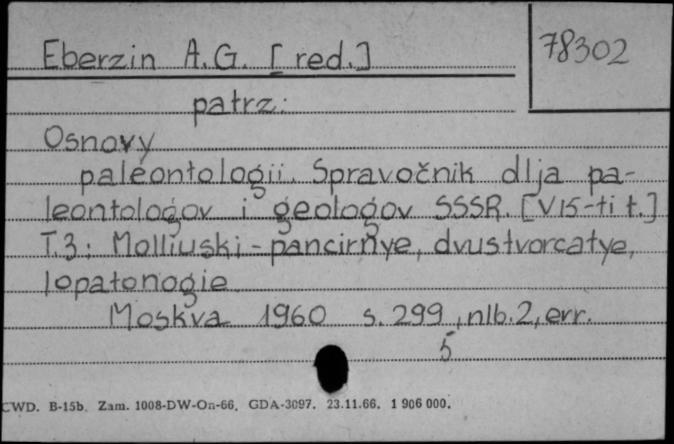 Eberzin A.G. [red.]
78302
patrz:
Osnovy
paleontologii. Spravočnik dlja pa-
leontologov i geologov SSSR. [V 15-ti t.]
T.3: Molliuski-pancirnye, dvustvorcatye,
lopatonogie
Moskva 1960 s. 299, nlb. 2, err.
5
CWD. B-15b. Zam. 1008-DW-On-66. GDA-3097. 23.11.66. 1 906 000.